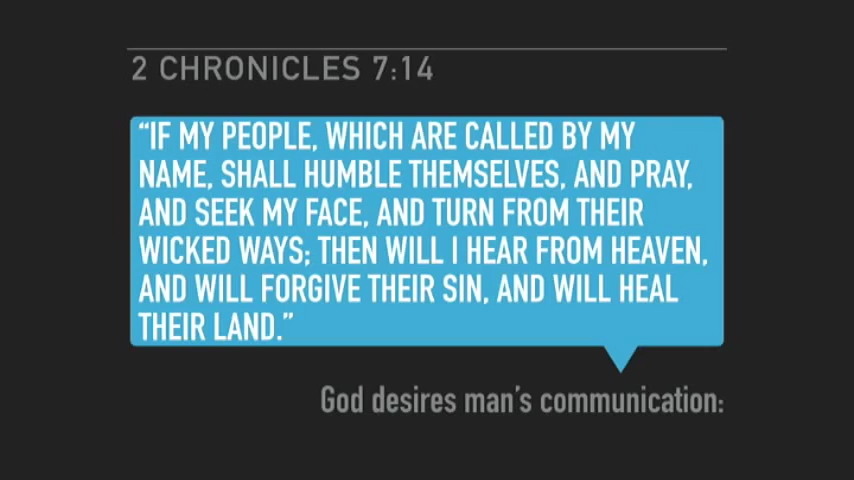 2 CHRONICLES 7:14
“IF MY PEOPLE, WHICH ARE CALLED BY MY
NAME, SHALL HUMBLE THEMSELVES, AND PRAY,
AND SEEK MY FACE, AND TURN FROM THEIR
WICKED WAYS; THEN WILL I HEAR FROM HEAVEN,
AND WILL FORGIVE THEIR SIN, AND WILL HEAL
THEIR LAND.”
God desires man’s communication: